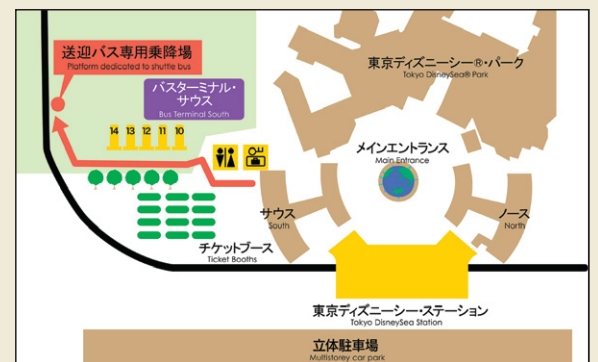 送迎バス専用乗降場
Platform dedicated to shuttle bus
バスターミナル・
サウス
Bus Terminal South
東京ディズニーシー®・パーク
Tokyo DisneySea® Park
14 13 12 11 10
メインエントランス
Main Entrance
サウス
South
ノース
North
チケットブース
Ticket Booths
東京ディズニーシー・ステーション
Tokyo DisneySea Station
立体駐車場
Multistorey car park